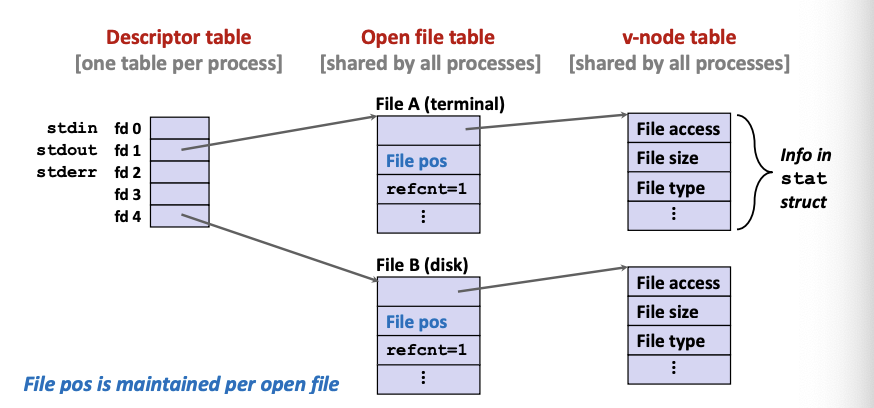 Descriptor table
[one table per process]
Open file table
[shared by all processes]
v-node table
[shared by all processes]
stdin fd 0
stdout fd 1
stderr fd 2
fd 3
fd 4
File A (terminal)
File pos
refcnt=1
⋮
File access
File size
File type
⋮
Info in
stat
struct
File B (disk)
File pos
refcnt=1
⋮
File access
File size
File type
⋮
File pos is maintained per open file